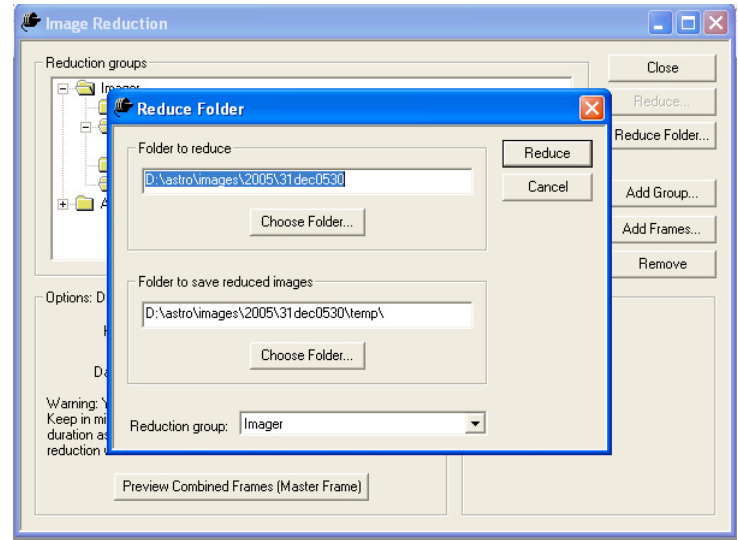 Image Reduction
Reduction groups
Close
Reduce...
Reduce Folder...
Add Group...
Add Frames...
Remove
Reduce Folder
Folder to reduce
D:\astro\images\2005\31dec0530
Choose Folder...
Reduce
Cancel
Folder to save reduced images
D:\astro\images\2005\31dec0530\temp\
Choose Folder...
Reduction group: Imager
Options: D
Warning:
Keep in mi
duration as
reduction
Preview Combined Frames (Master Frame)